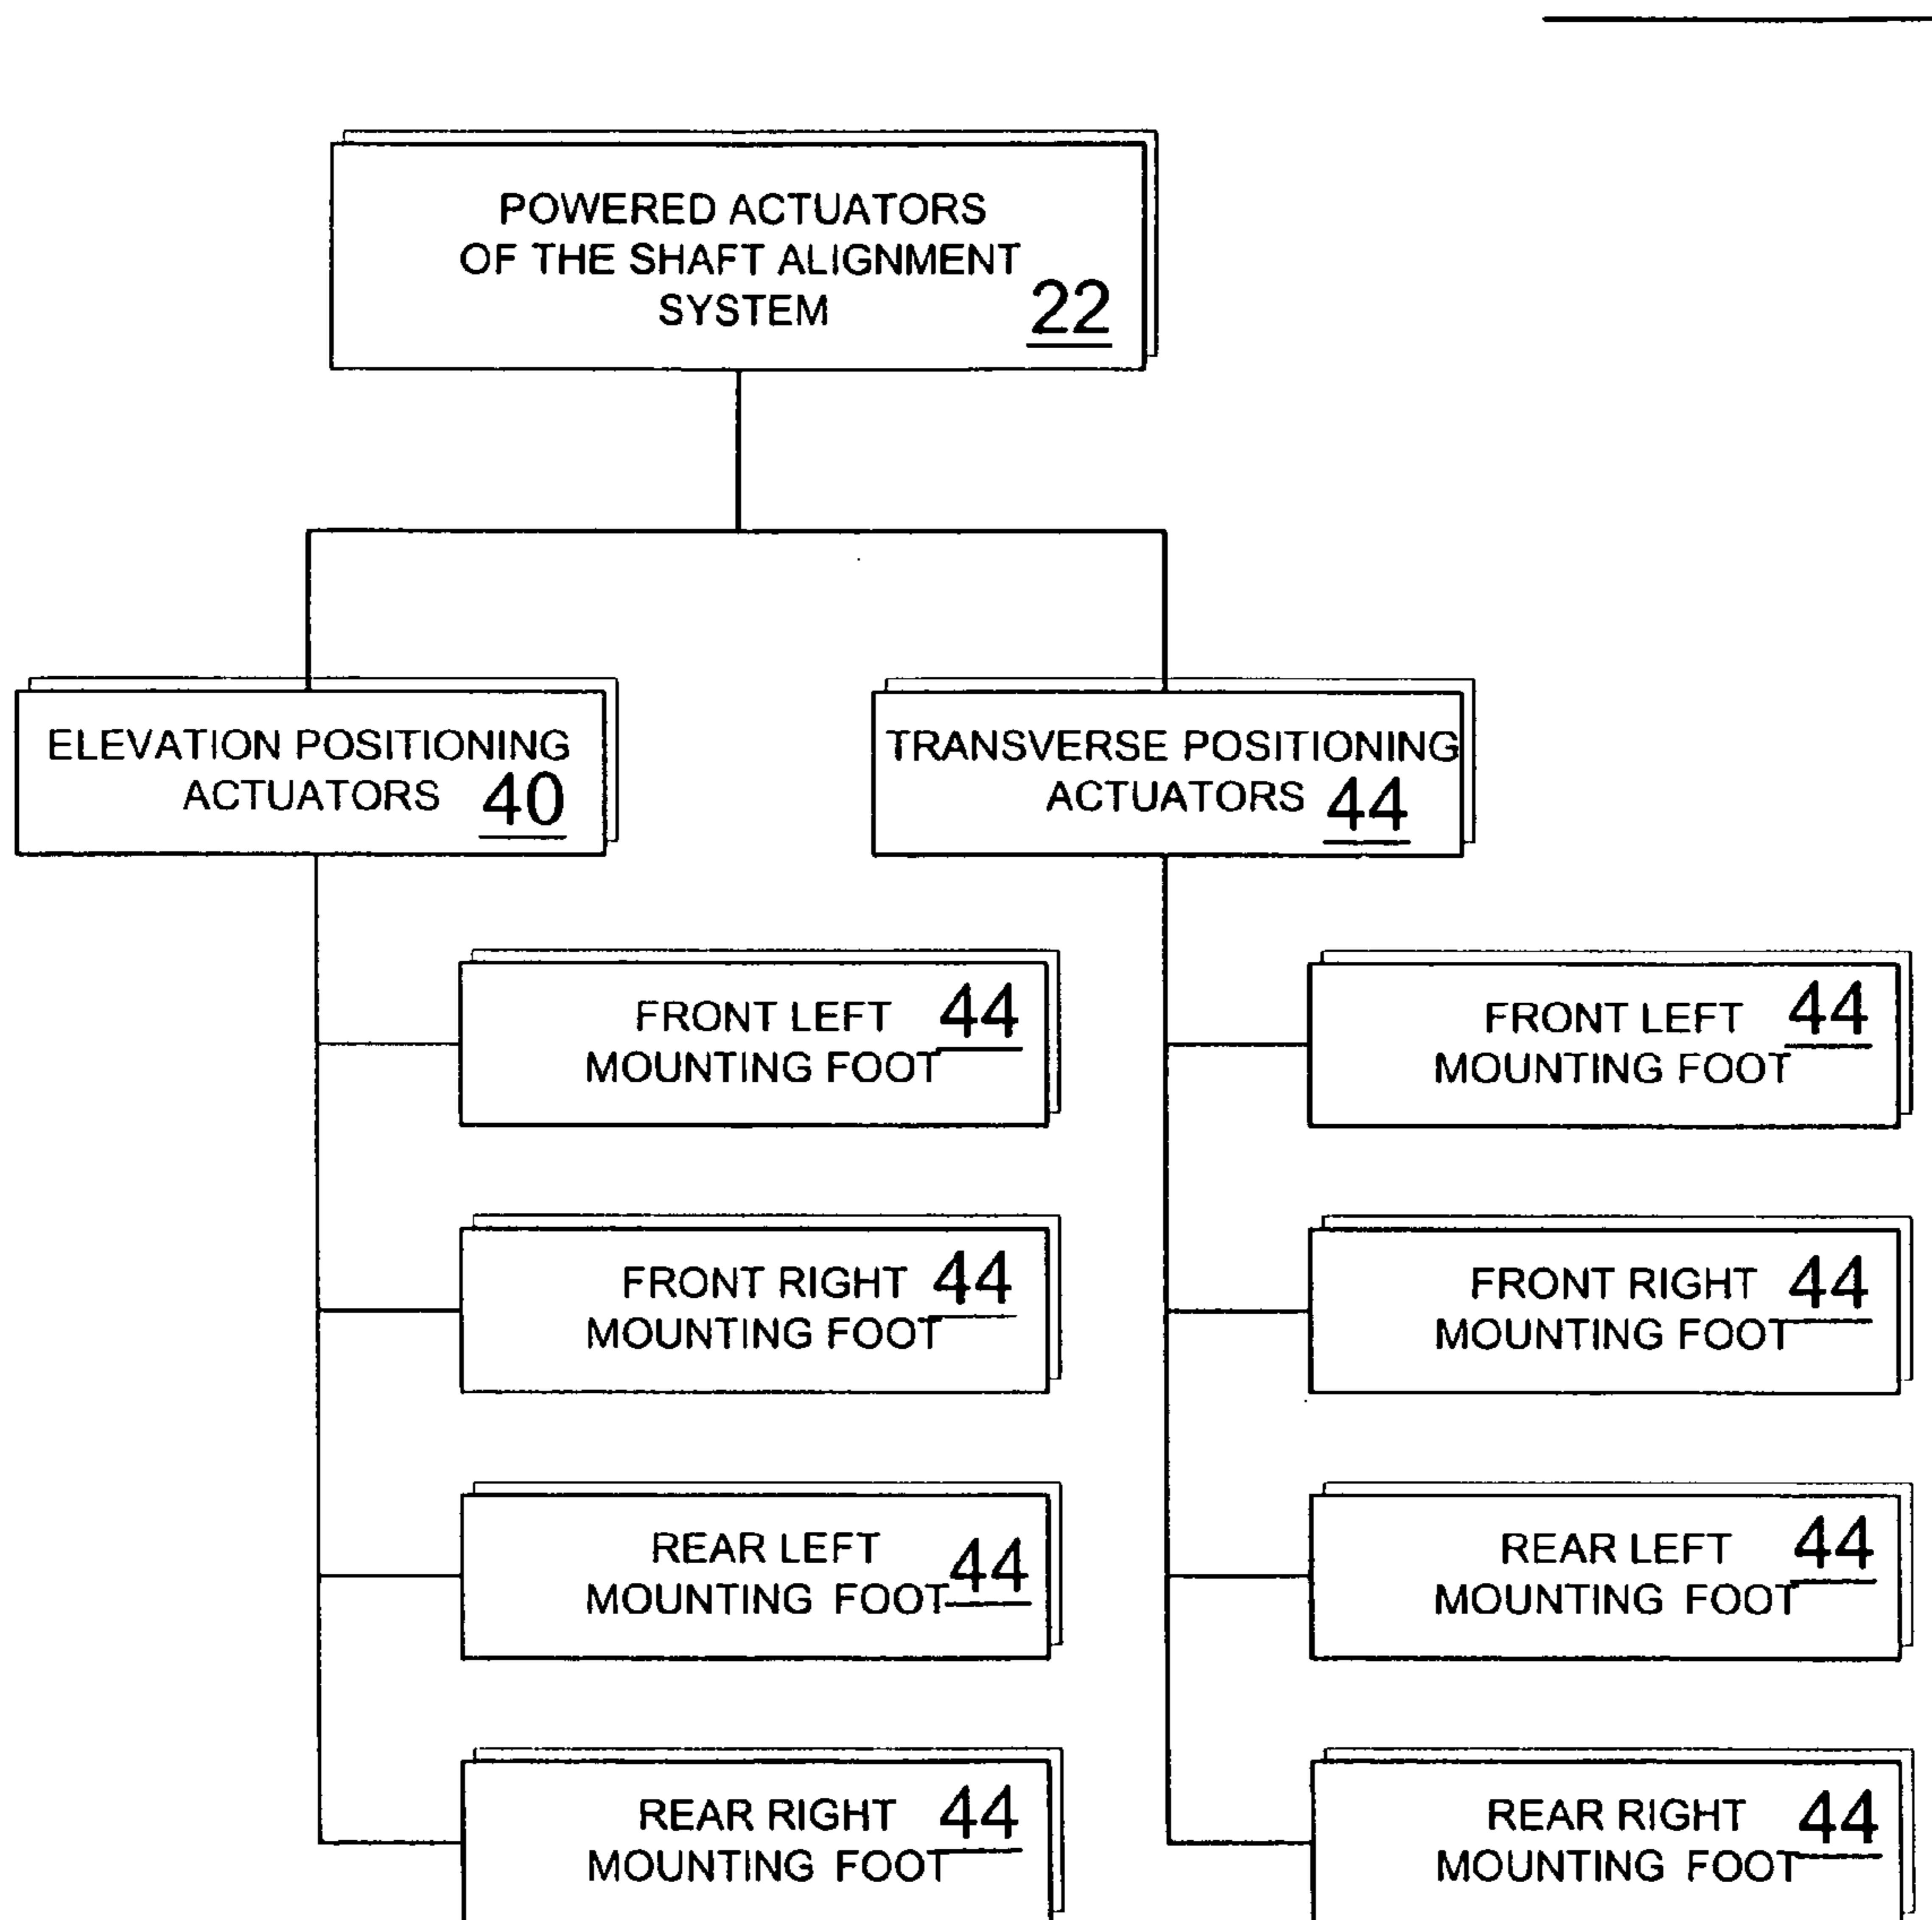 POWERED ACTUATORS
OF THE SHAFT ALIGNMENT
SYSTEM 22
ELEVATION POSITIONING
ACTUATORS 40
TRANSVERSE POSITIONING
ACTUATORS 44
FRONT LEFT 44
MOUNTING FOOT
FRONT RIGHT 44
MOUNTING FOOT
REAR LEFT 44
MOUNTING FOOT
REAR RIGHT 44
MOUNTING FOOT
FRONT LEFT 44
MOUNTING FOOT
FRONT RIGHT 44
MOUNTING FOOT
REAR LEFT 44
MOUNTING FOOT
REAR RIGHT 44
MOUNTING FOOT